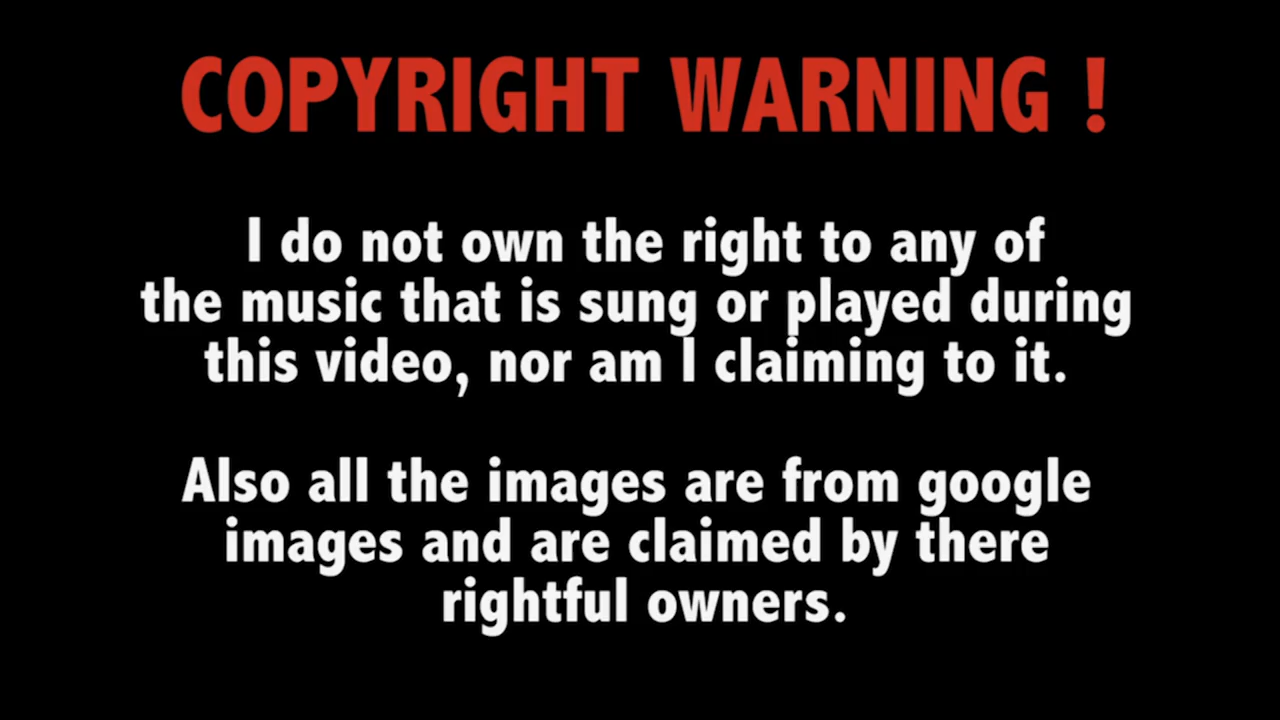 COPYRIGHT WARNING !
I do not own the right to any of
the music that is sung or played during
this video, nor am I claiming to it.
Also all the images are from google
images and are claimed by there
rightful owners.